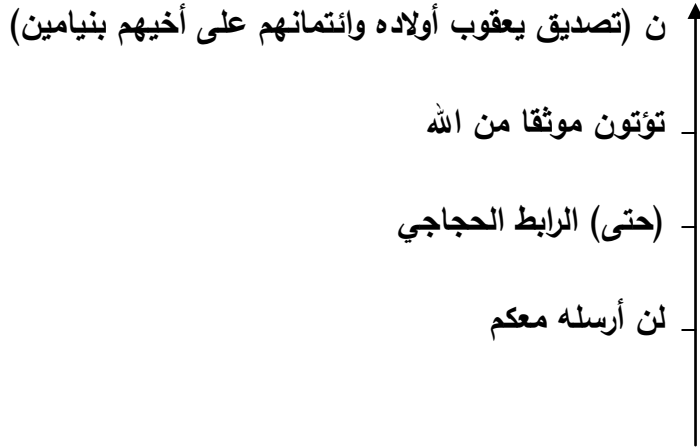 ن (تصديق يعقوب أولاده وائتمانهم على أخيهم بنيامين)
تؤتون موثقا من الله
(حتى) الرابط الحجاجي
لن أرسله معكم